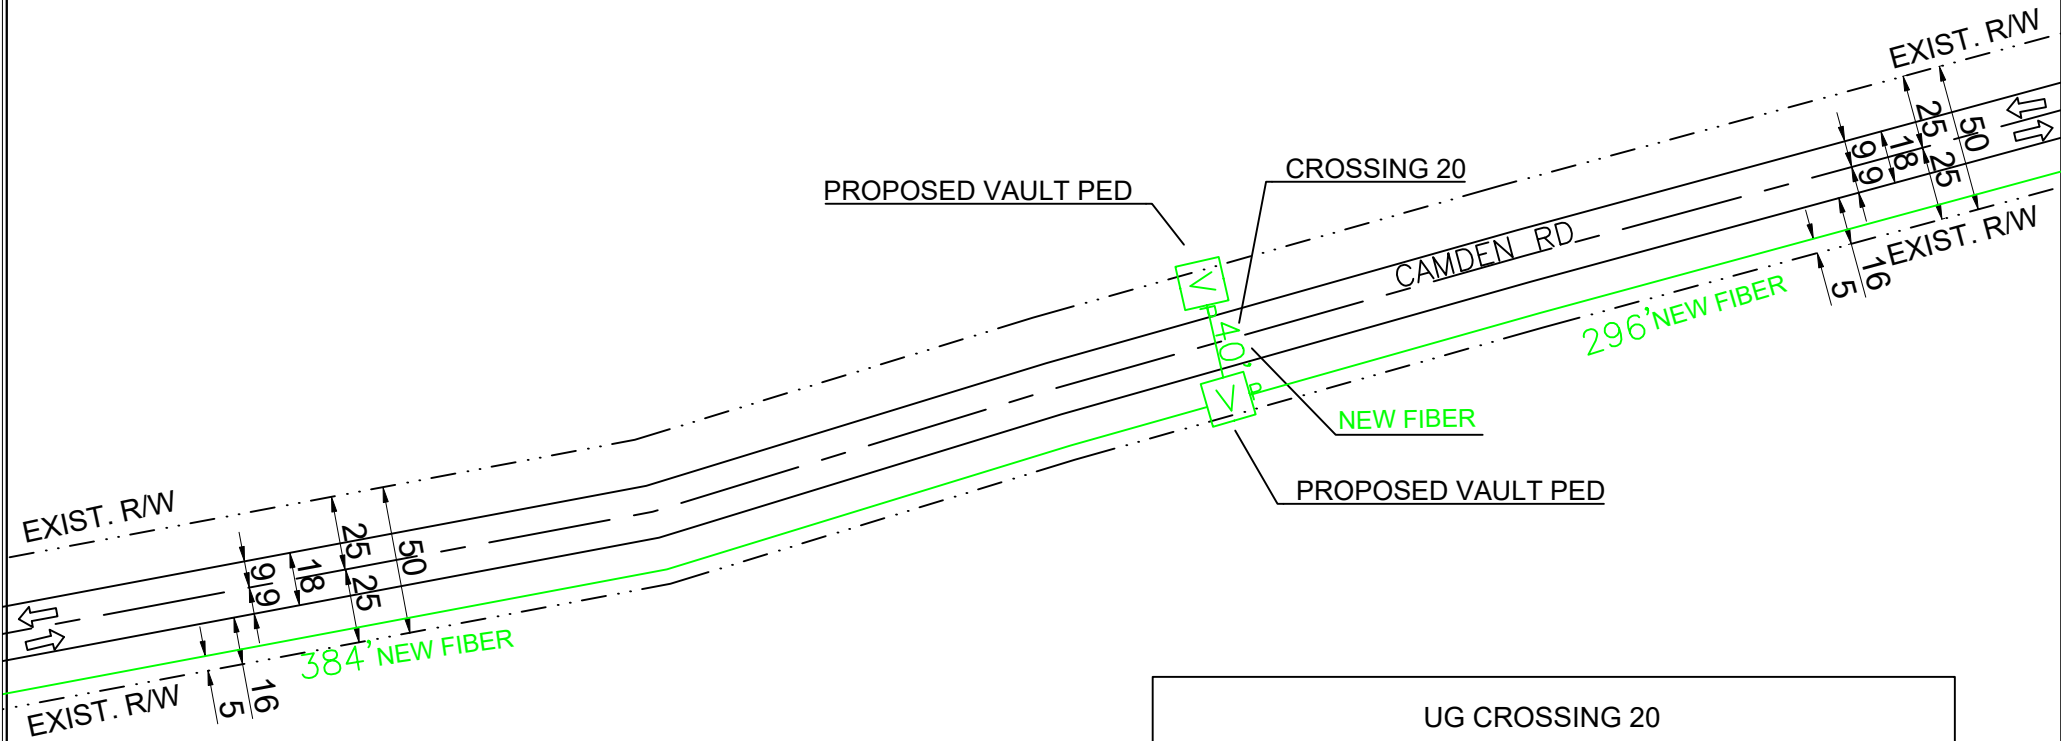 EXIST. R/W
25
50
18
9
9
25
EXIST. R/W
16
5
CROSSING 20
PROPOSED VAULT PED
CAMDEN RD
V
P
40'
V
P
296' NEW FIBER
NEW FIBER
PROPOSED VAULT PED
EXIST. R/W
25
50
18
9
9
25
384' NEW FIBER
16
5
EXIST. R/W
UG CROSSING 20